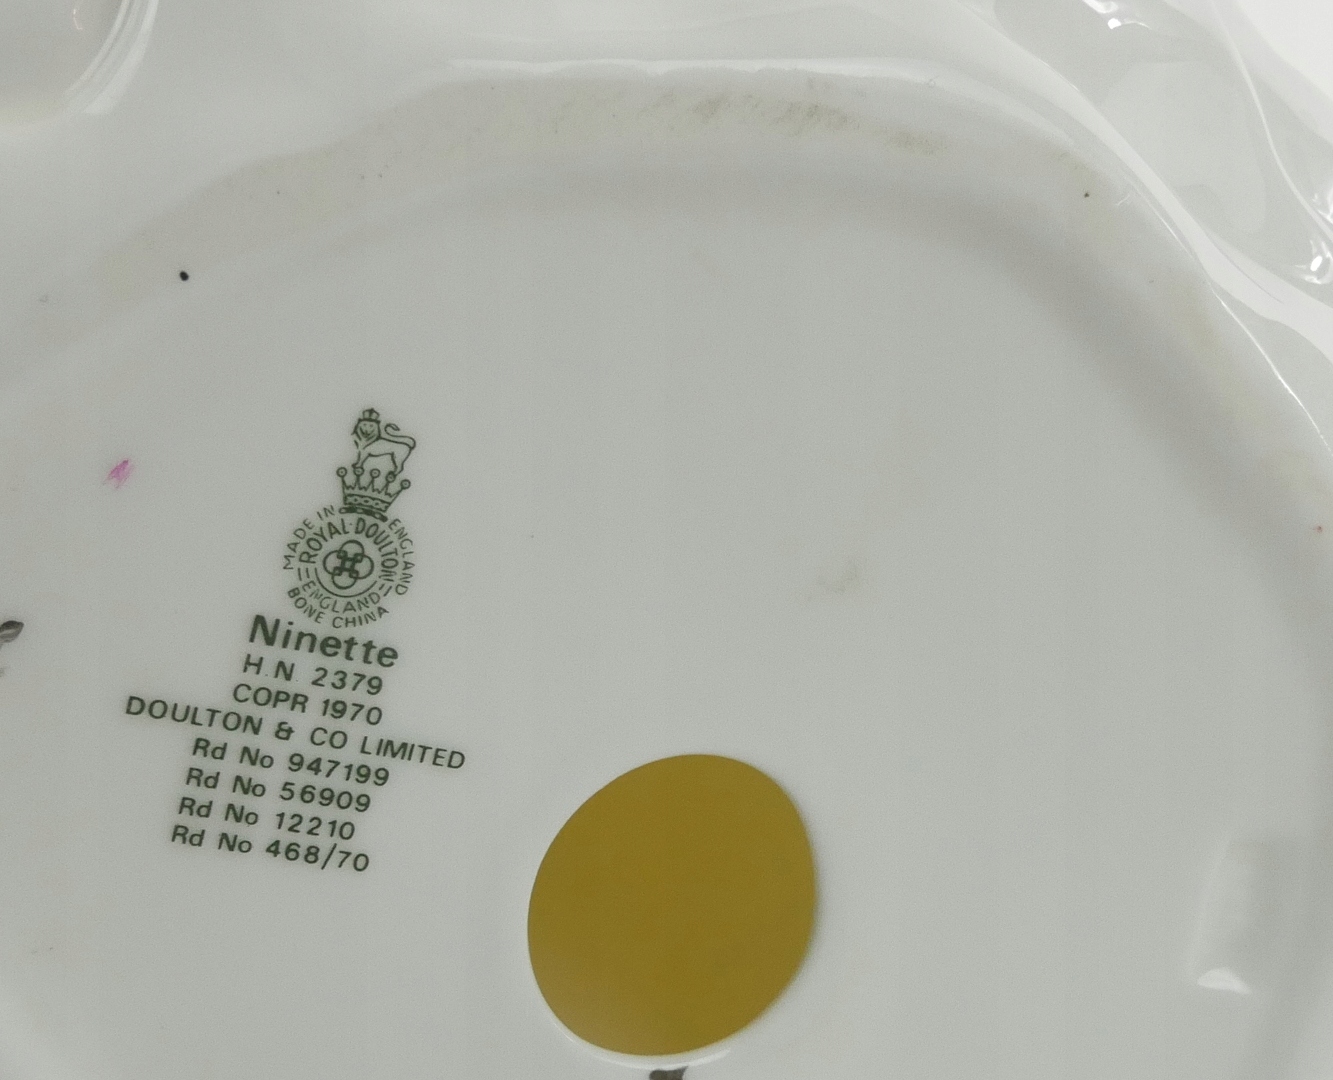 MADE IN ENGLAND
ROYAL·DOULTON
ENGLAND
BONE CHINA
Ninette
H.N. 2379
COPR 1970
DOULTON & CO LIMITED
Rd No 947199
Rd No 56909
Rd No 12210
Rd No 468/70